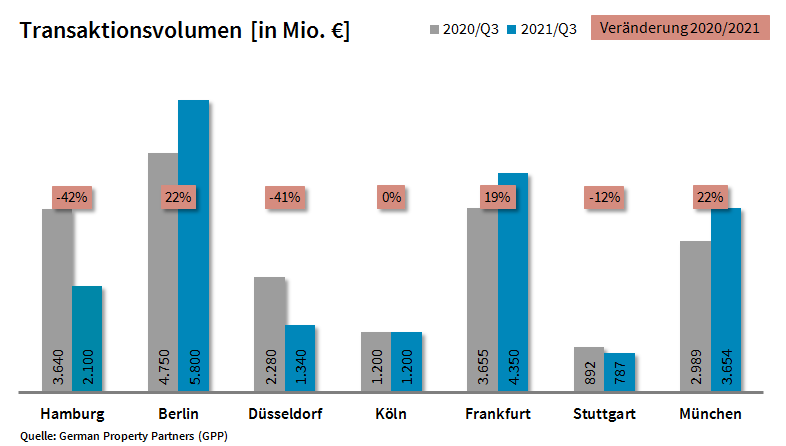 Transaktionsvolumen [in Mio. €]
2020/Q3
2021/Q3
Veränderung 2020/2021
-42%
22%
-41%
0%
19%
-12%
22%
3.640
2.100
4.750
5.800
2.280
1.340
1.200
1.200
3.655
4.350
892
787
2.989
3.654
Hamburg
Berlin
Düsseldorf
Köln
Frankfurt
Stuttgart
München
Quelle: German Property Partners (GPP)